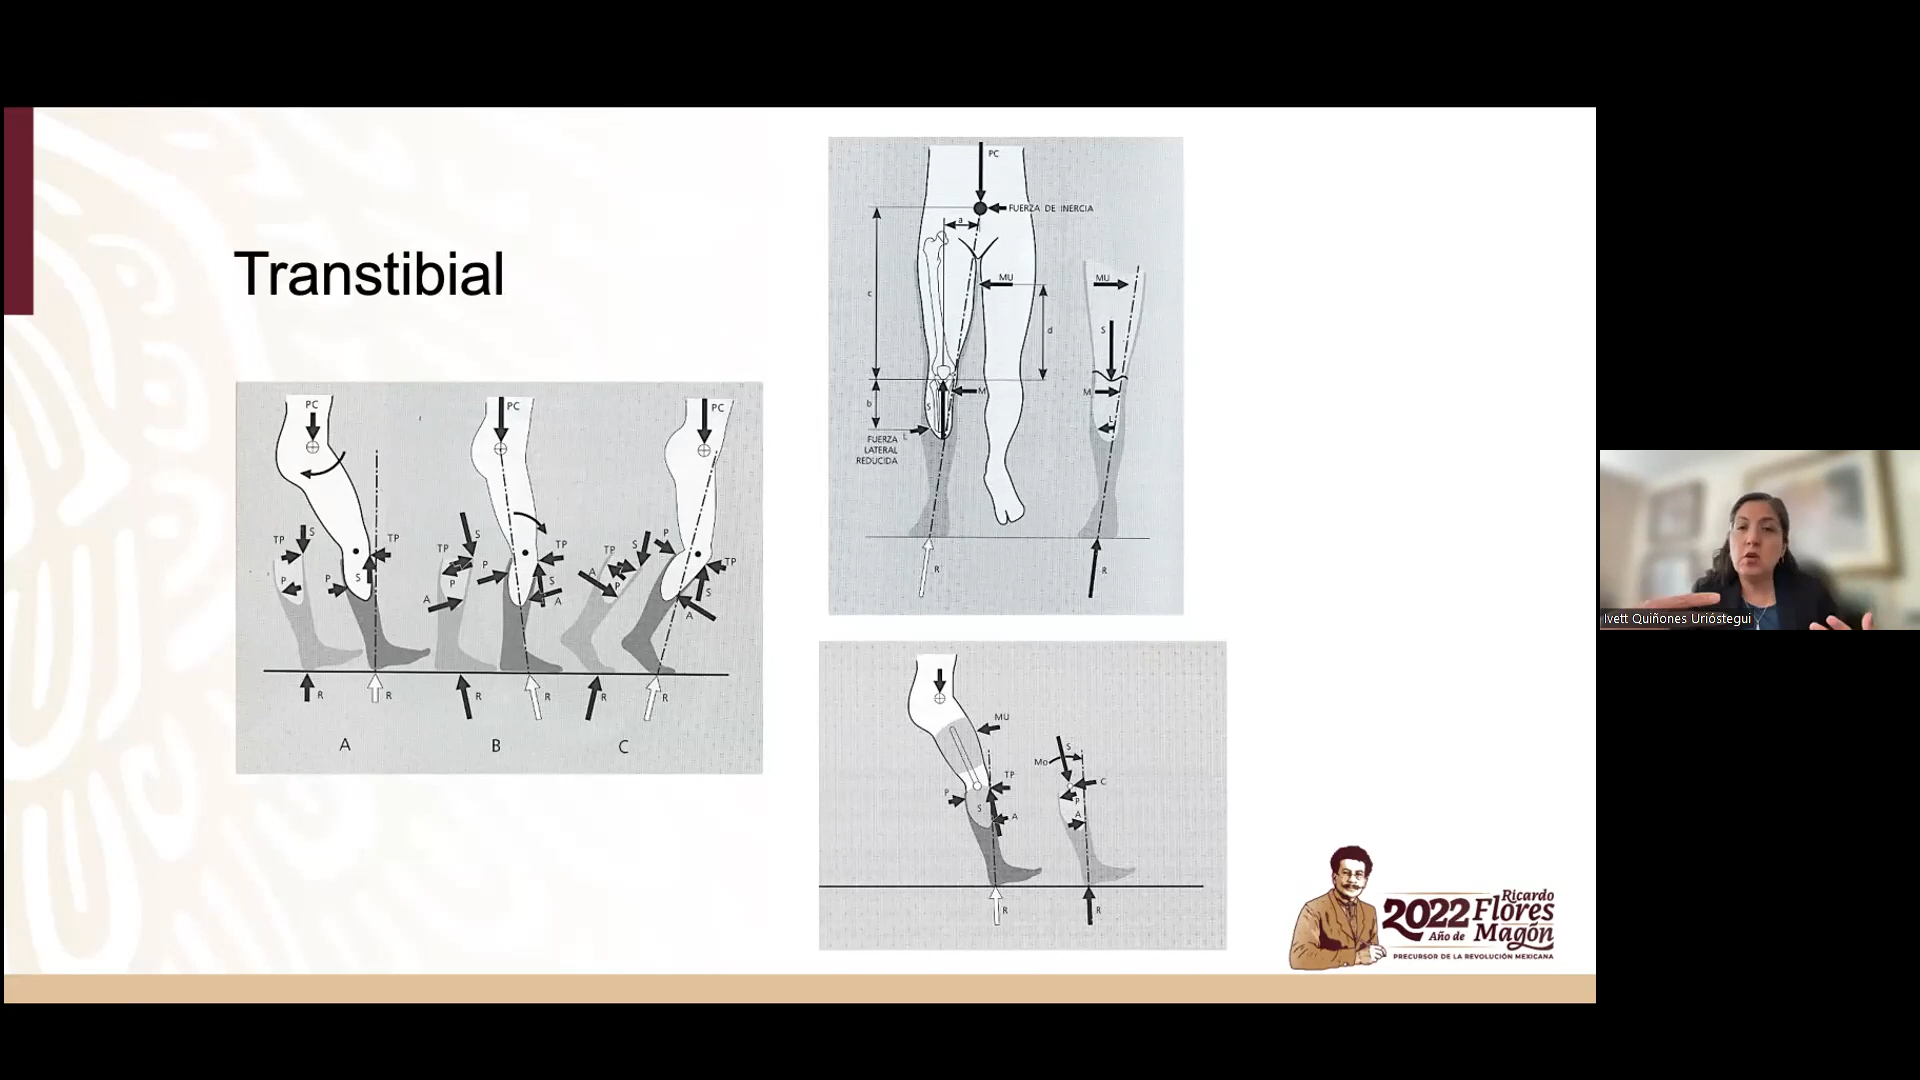 Transtibial
PC
PC
PC
TP
S
TP
P
P
S
R
R
A
TP
S
P
P
TP
S
A
A
R
R
B
TP
S
P
A
P
TP
S
A
R
R
C
PC
FUERZA DE INERCIA
a
MU
c
d
b
S
M
L
FUERZA
LATERAL
REDUCIDA
R
MU
S
M
L
R
MU
TP
P
S
A
R
S
Mo
C
P
A
R
Ricardo
2022 Flores
Año de Magón
PRECURSOR DE LA REVOLUCIÓN MEXICANA
Ivett Quiñones Urióstegui